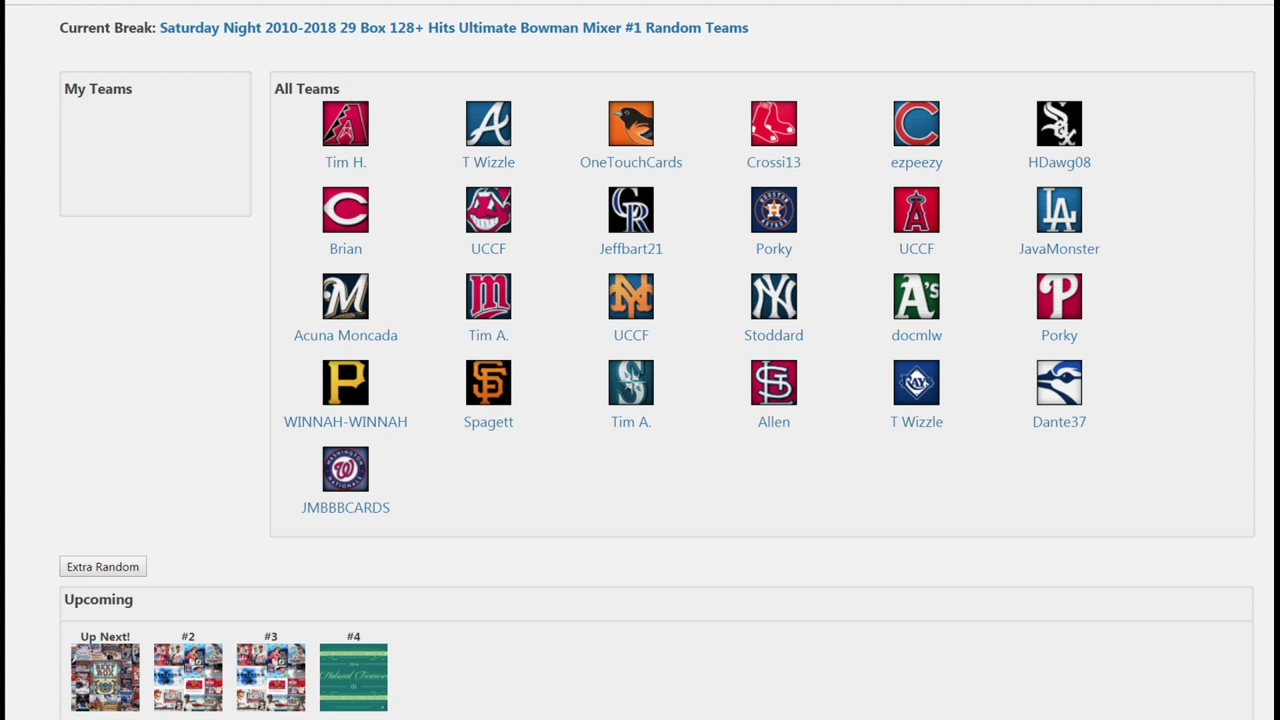 Current Break: Saturday Night 2010-2018 29 Box 128+ Hits Ultimate Bowman Mixer #1 Random Teams
My Teams
All Teams
Tim H. T Wizzle OneTouchCards Crossi13 ezpeezy HDawg08
Brian UCCF Jeffbart21 Porky UCCF JavaMonster
Acuna Moncada Tim A. UCCF Stoddard docmlw Porky
WINNAH-WINNAH Spagett Tim A. Allen T Wizzle Dante37
JMBBBCARDS
Extra Random
Upcoming
Up Next! #2 #3 #4